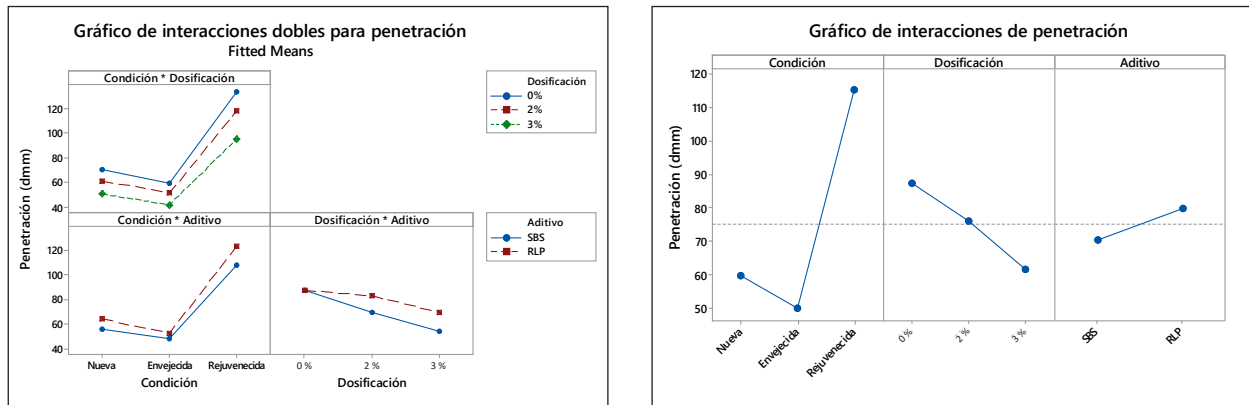 Gráfico de interacciones dobles para penetración
Fitted Means
Condición * Dosificación
Dosificación
0%
2%
3%
120
100
80
60
40
Condición * Aditivo
Dosificación * Aditivo
Aditivo
SBS
RLP
120
100
80
60
40
Penetración (dmm)
Nueva
Envejecida
Rejuvenecida
0 %
2 %
3 %
Condición
Dosificación
Gráfico de interacciones de penetración
Condición
Dosificación
Aditivo
120
110
100
90
80
70
60
50
Penetración (dmm)
Nueva
Envejecida
Rejuvenecida
0 %
2 %
3 %
SBS
RLP